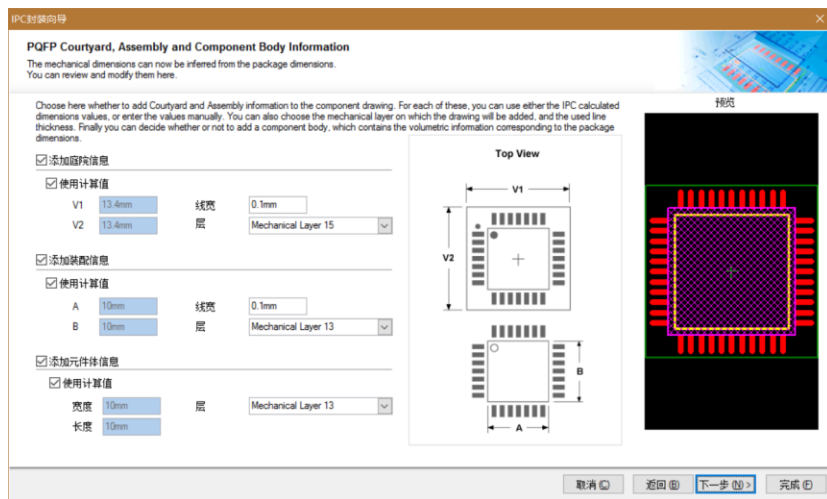 IPC封装向导
PQFP Courtyard, Assembly and Component Body Information
The mechanical dimensions can now be inferred from the package dimensions.
You can review and modify them here.
Choose here whether to add Courtyard and Assembly information to the component drawing. For each of these, you can use either the IPC calculated
dimensions values, or enter the values manually. You can also choose the mechanical layer on which the drawing will be added, and the used line
thickness. Finally you can decide whether or not to add a component body, which contains the volumetric information corresponding to the package
dimensions.
预览
添加庭院信息
使用计算值
V1 13.4mm 线宽 0.1mm
V2 13.4mm 层 Mechanical Layer 15
添加装配信息
使用计算值
A 10mm 线宽 0.1mm
B 10mm 层 Mechanical Layer 13
添加元件体信息
使用计算值
宽度 10mm 层 Mechanical Layer 13
长度 10mm
Top View
V1
V2
B
A
取消 (C) 返回 (B) 下一步 (N) > 完成 (F)